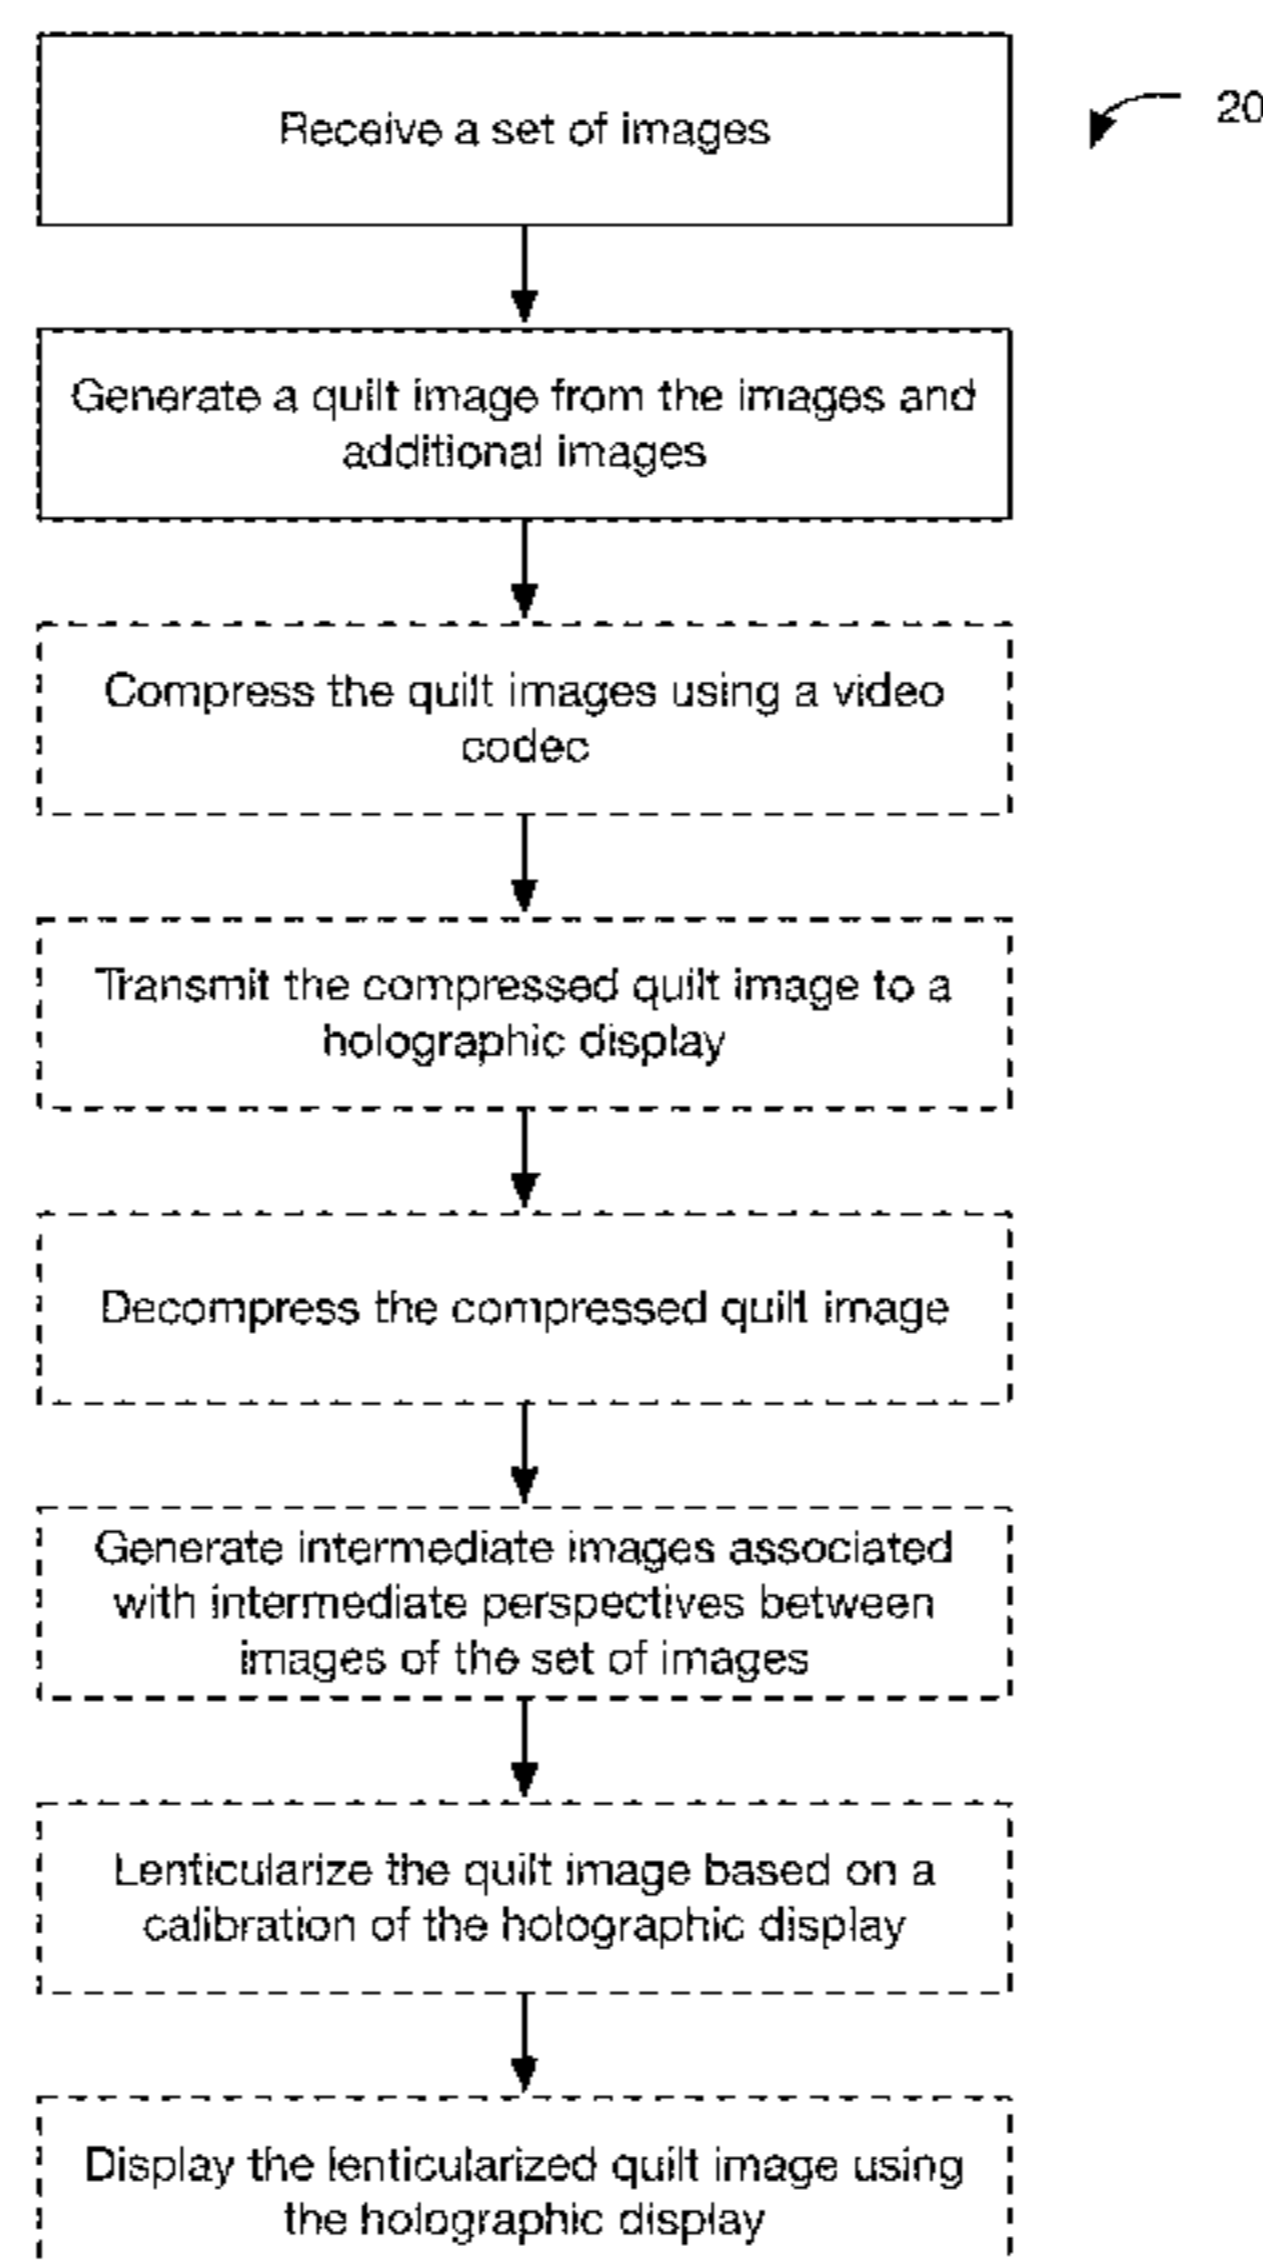 Receive a set of images
20
Generate a quilt image from the images and
additional images
Compress the quilt images using a video
codec
Transmit the compressed quilt image to a
holographic display
Decompress the compressed quilt image
Generate intermediate images associated
with intermediate perspectives between
images of the set of images
Lenticularize the quilt image based on a
calibration of the holographic display
Display the lenticularized quilt image using
the holographic display